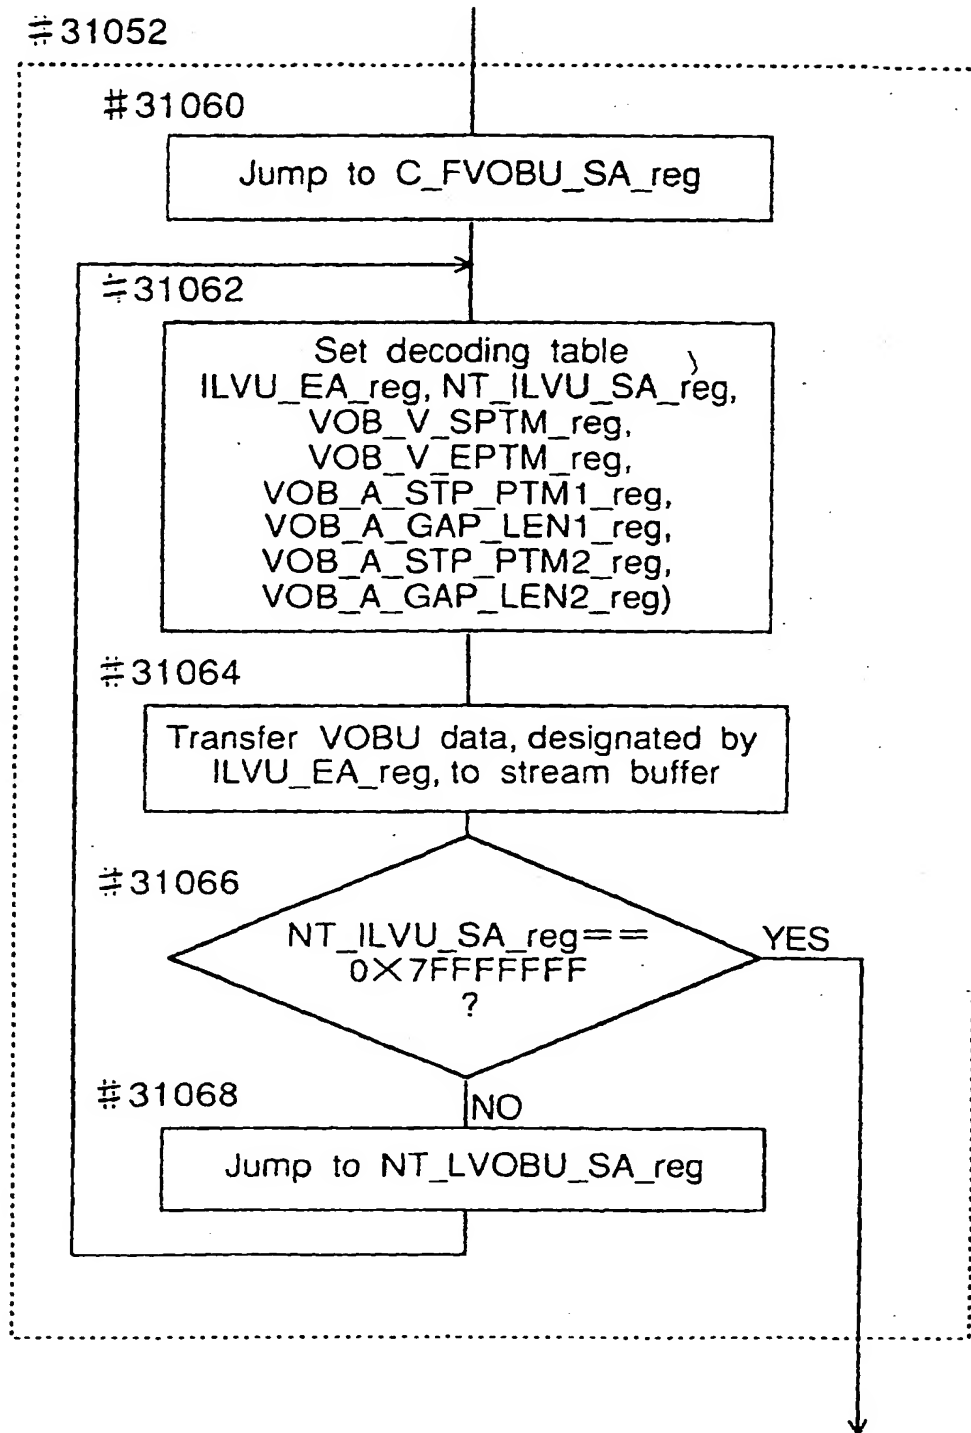 #31052
#31060
Jump to C_FVOBU_SA_reg
#31062
Set decoding table
ILVU_EA_reg, NT_ILVU_SA_reg,
VOB_V_SPTM_reg,
VOB_V_EPTM_reg,
VOB_A_STP_PTM1_reg,
VOB_A_GAP_LEN1_reg,
VOB_A_STP_PTM2_reg,
VOB_A_GAP_LEN2_reg)
#31064
Transfer VOBU data, designated by
ILVU_EA_reg, to stream buffer
#31066
NT_ILVU_SA_reg==
0×7FFFFFFF
?
YES
#31068
NO
Jump to NT_LVOBU_SA_reg